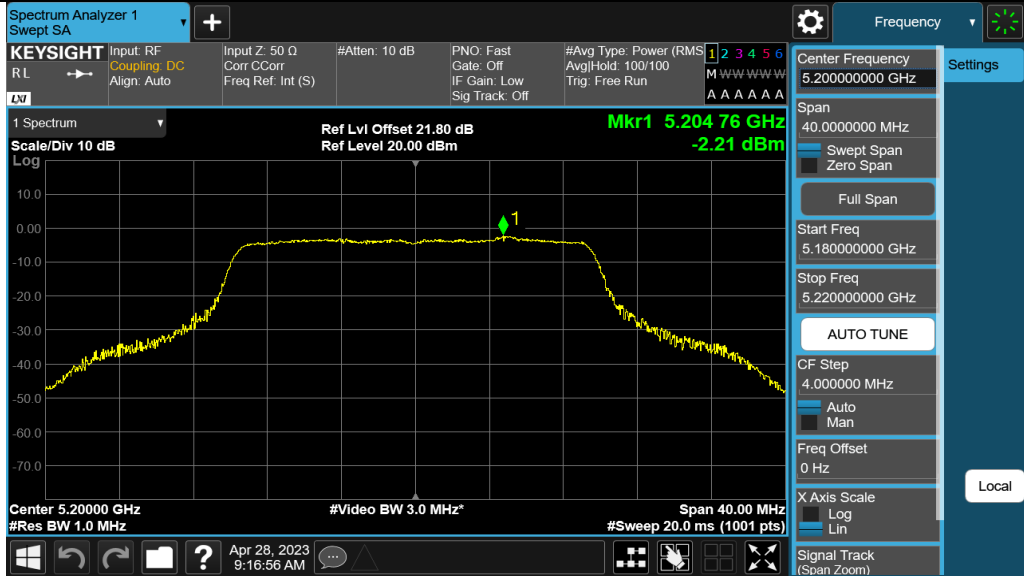 Spectrum Analyzer 1
Swept SA
+
Frequency
KEYSIGHT
R L
LXI
Input: RF
Coupling: DC
Align: Auto
Input Z: 50 Ω
Corr CCorr
Freq Ref: Int (S)
#Atten: 10 dB
PNO: Fast
Gate: Off
IF Gain: Low
Sig Track: Off
#Avg Type: Power (RMS
Avg|Hold: 100/100
Trig: Free Run
1 2 3 4 5 6
M W W W W W
A A A A A A
1 Spectrum
Scale/Div 10 dB
Log
Ref Lvl Offset 21.80 dB
Ref Level 20.00 dBm
Mkr1 5.204 76 GHz
-2.21 dBm
1
10.0
0.00
-10.0
-20.0
-30.0
-40.0
-50.0
-60.0
-70.0
Center 5.20000 GHz
#Res BW 1.0 MHz
#Video BW 3.0 MHz*
Span 40.00 MHz
#Sweep 20.0 ms (1001 pts)
Center Frequency
5.200000000 GHz
Span
40.0000000 MHz
Swept Span
Zero Span
Full Span
Start Freq
5.180000000 GHz
Stop Freq
5.220000000 GHz
AUTO TUNE
CF Step
4.000000 MHz
Auto
Man
Freq Offset
0 Hz
X Axis Scale
Log
Lin
Signal Track
(Span Zoom)
Settings
Local
?
Apr 28, 2023
9:16:56 AM